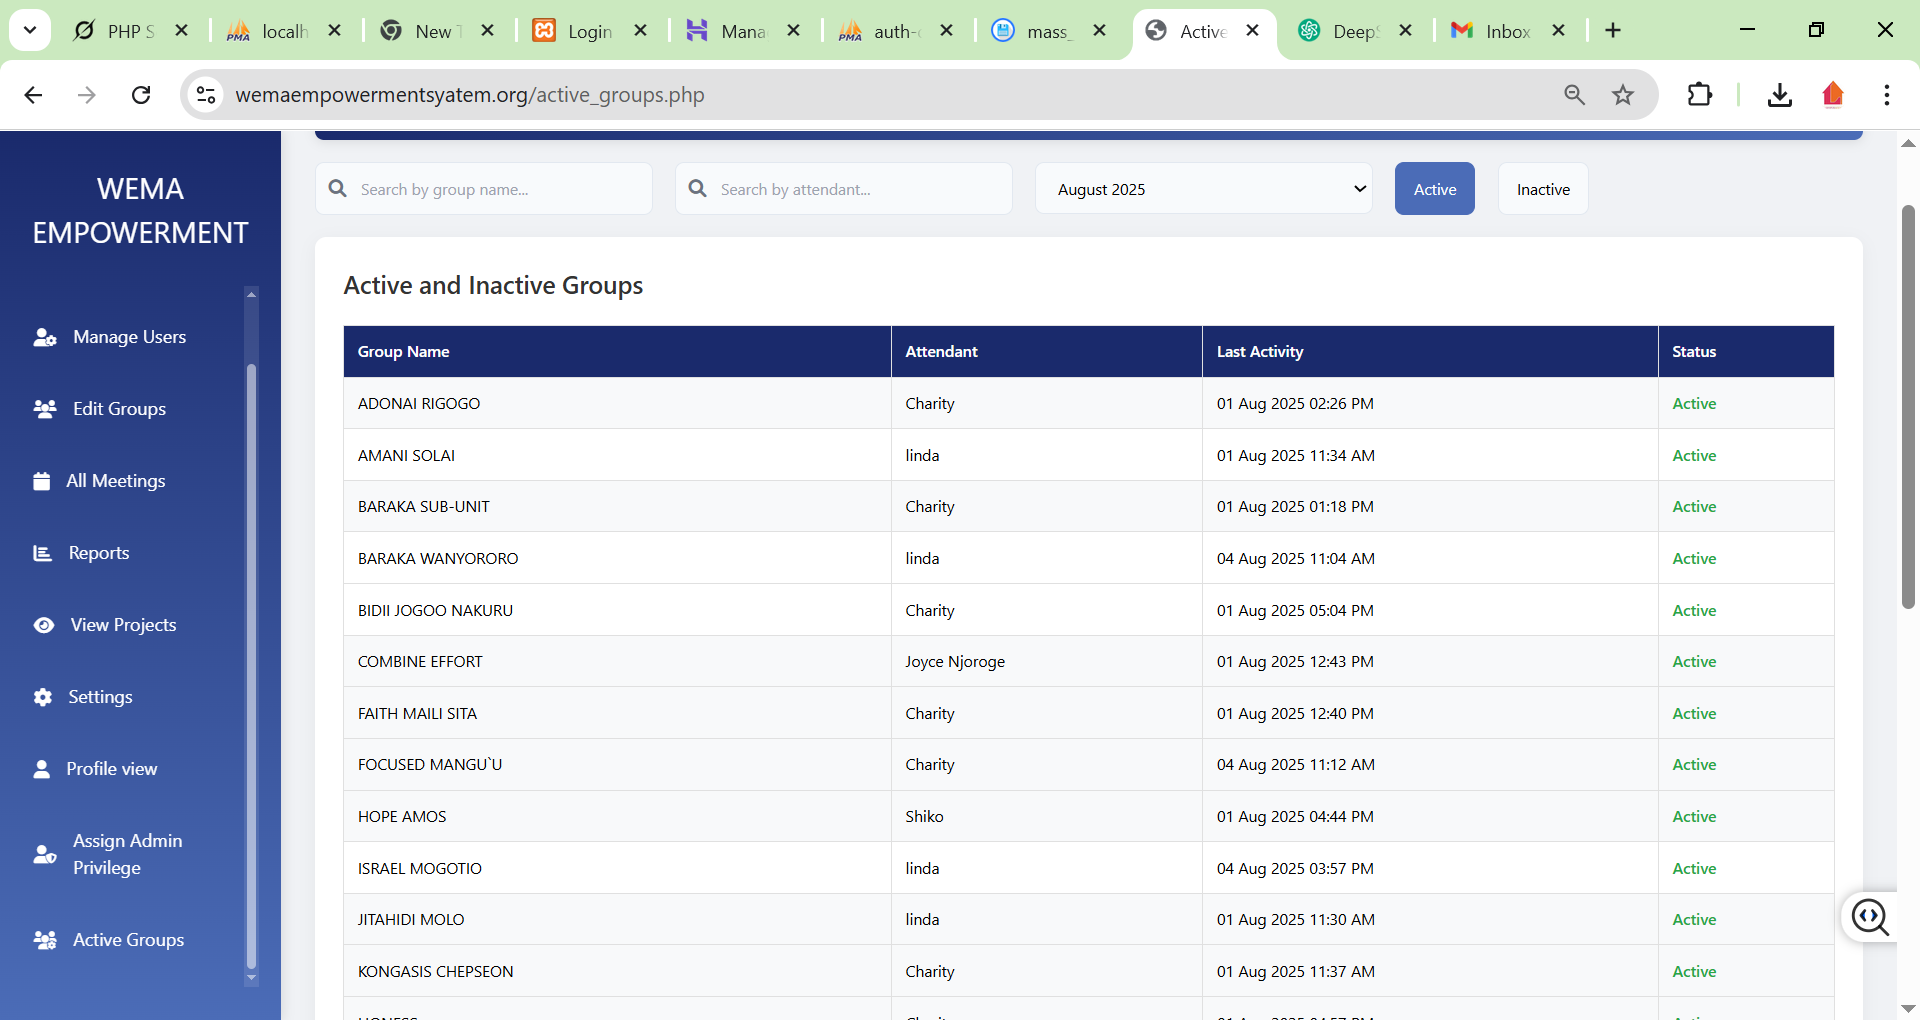 PHP S
localh
New T
Login
Mana
auth-c
mass_
Active
DeepS
Inbox
wemaempowermentsyatem.org/active_groups.php
WEMA
EMPOWERMENT
Manage Users
Edit Groups
All Meetings
Reports
View Projects
Settings
Profile view
Assign Admin
Privilege
Active Groups
Search by group name...
Search by attendant...
August 2025
Active
Inactive
Active and Inactive Groups
Group Name Attendant Last Activity Status
ADONAI RIGOGO Charity 01 Aug 2025 02:26 PM Active
AMANI SOLAI linda 01 Aug 2025 11:34 AM Active
BARAKA SUB-UNIT Charity 01 Aug 2025 01:18 PM Active
BARAKA WANYORORO linda 04 Aug 2025 11:04 AM Active
BIDII JOGOO NAKURU Charity 01 Aug 2025 05:04 PM Active
COMBINE EFFORT Joyce Njoroge 01 Aug 2025 12:43 PM Active
FAITH MAILI SITA Charity 01 Aug 2025 12:40 PM Active
FOCUSED MANGU`U Charity 04 Aug 2025 11:12 AM Active
HOPE AMOS Shiko 01 Aug 2025 04:44 PM Active
ISRAEL MOGOTIO linda 04 Aug 2025 03:57 PM Active
JITAHIDI MOLO linda 01 Aug 2025 11:30 AM Active
KONGASIS CHEPSEON Charity 01 Aug 2025 11:37 AM Active